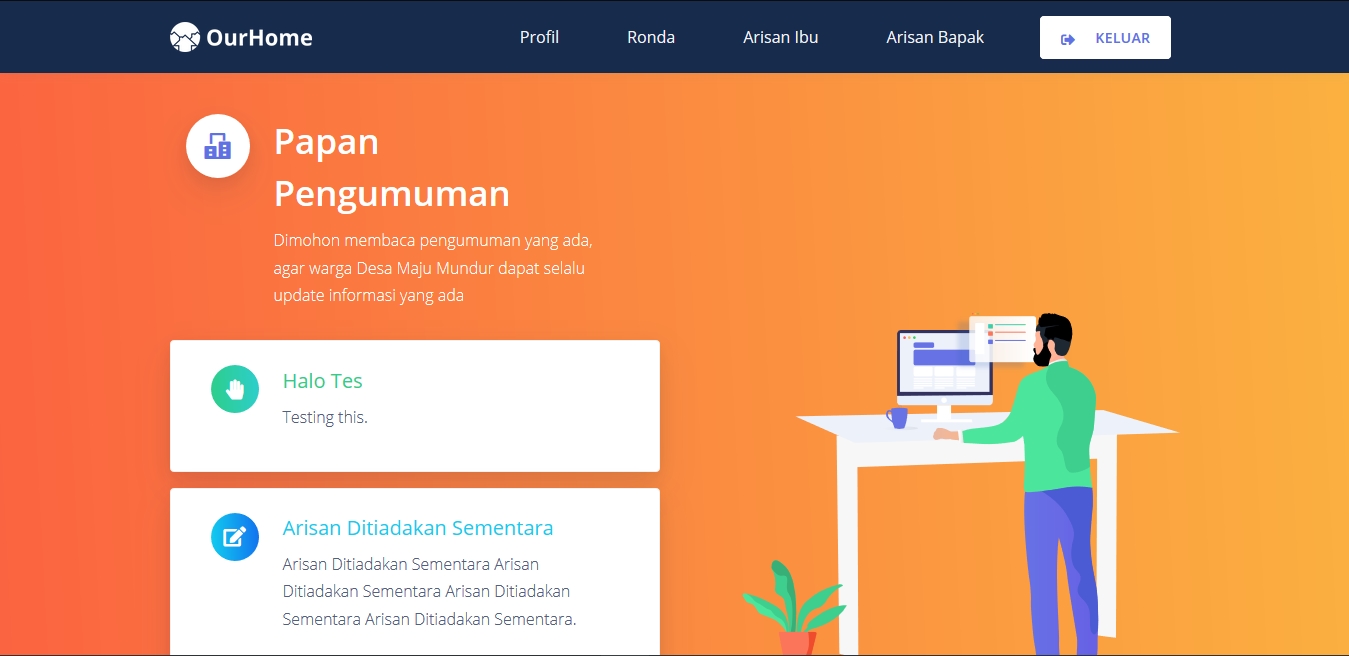 OurHome
Profil
Ronda
Arisan Ibu
Arisan Bapak
KELUAR
Papan
Pengumuman
Dimohon membaca pengumuman yang ada,
agar warga Desa Maju Mundur dapat selalu
update informasi yang ada
Halo Tes
Testing this.
Arisan Ditiadakan Sementara
Arisan Ditiadakan Sementara Arisan
Ditiadakan Sementara Arisan Ditiadakan
Sementara Arisan Ditiadakan Sementara.